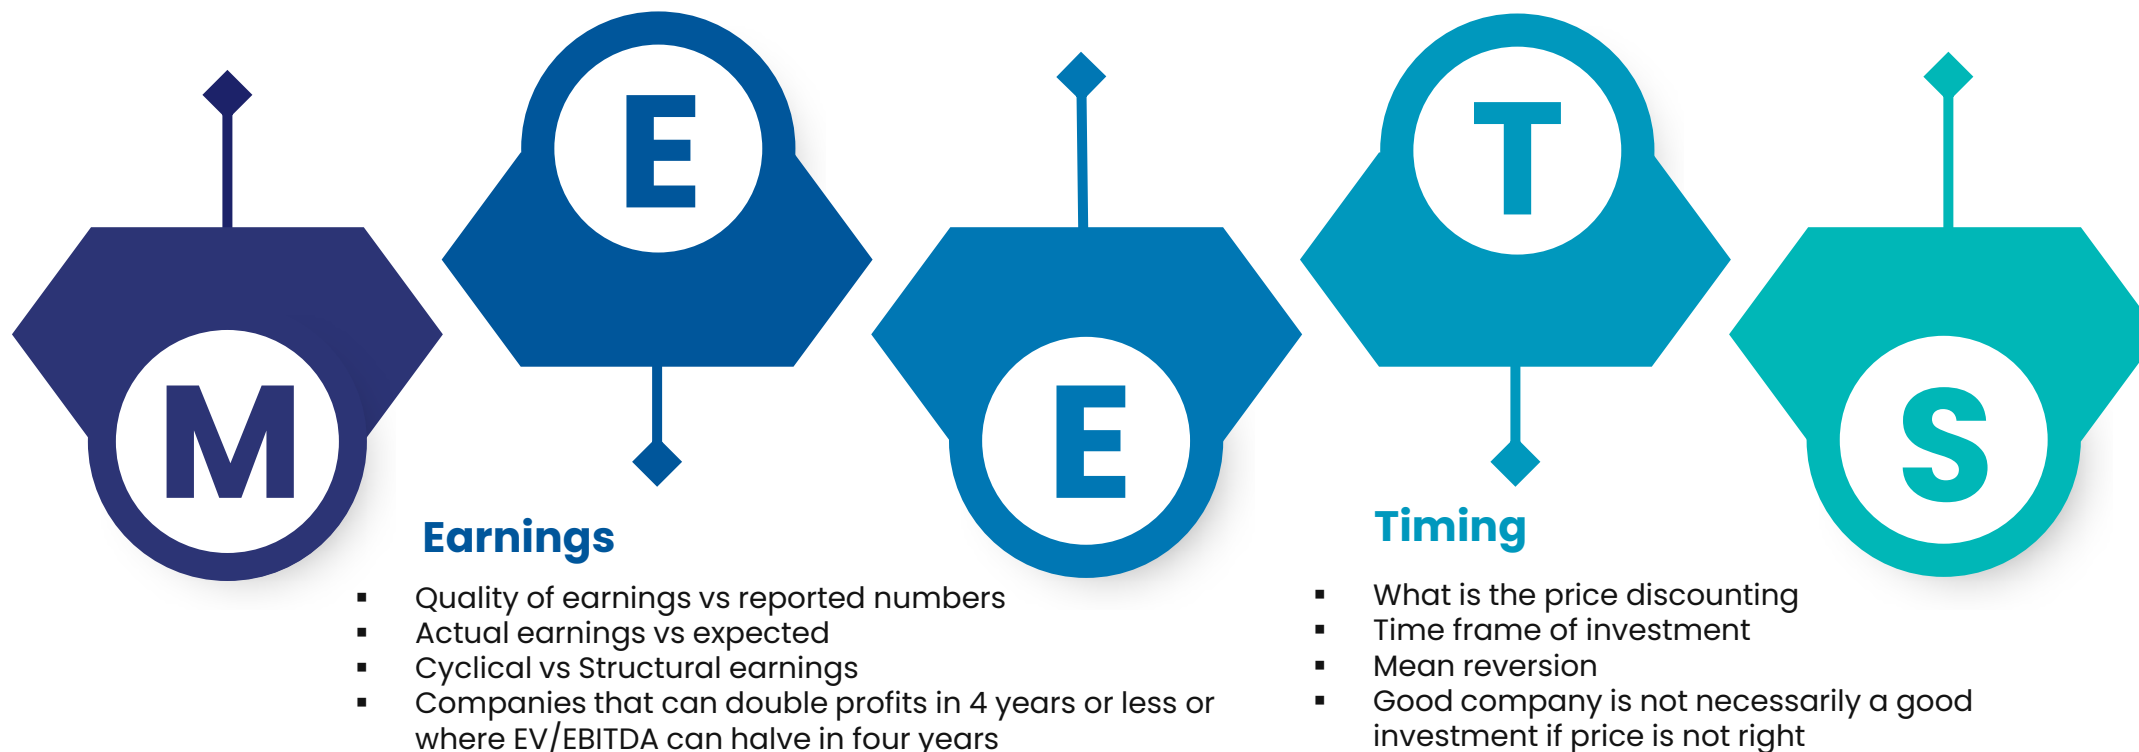 M
E
E
T
S
Earnings
▪ Quality of earnings vs reported numbers
▪ Actual earnings vs expected
▪ Cyclical vs Structural earnings
▪ Companies that can double profits in 4 years or less or
where EV/EBITDA can halve in four years
Timing
▪ What is the price discounting
▪ Time frame of investment
▪ Mean reversion
▪ Good company is not necessarily a good
investment if price is not right